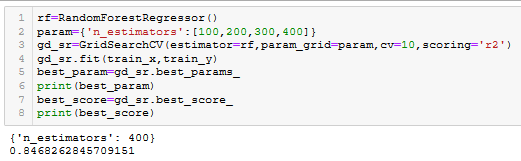 1 rf=RandomForestRegressor()
2 param={'n_estimators':[100,200,300,400]}
3 gd_sr=GridSearchCV(estimator=rf,param_grid=param,cv=10,scoring='r2')
4 gd_sr.fit(train_x,train_y)
5 best_param=gd_sr.best_params_
6 print(best_param)
7 best_score=gd_sr.best_score_
8 print(best_score)
{'n_estimators': 400}
0.8468262845709151